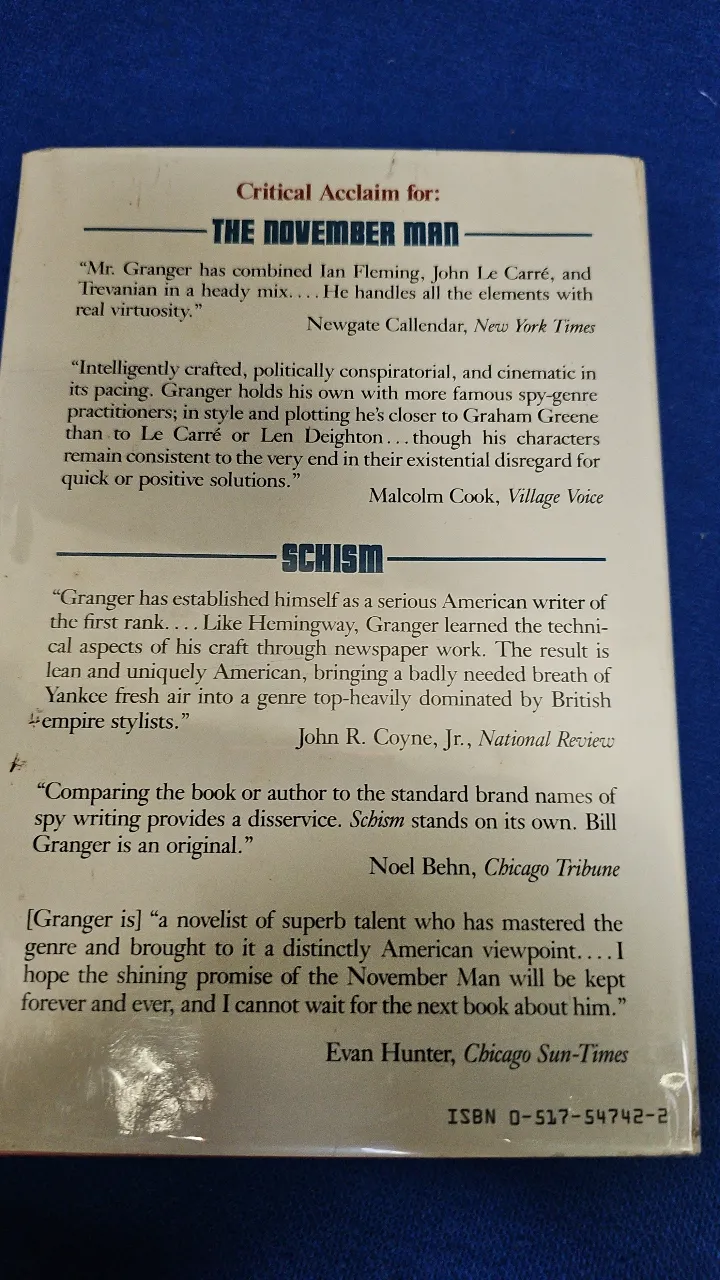 Critical Acclaim for:
THE NOVEMBER MAN
“Mr. Granger has combined Ian Fleming, John Le Carré, and
Trevanian in a heady mix. . . . He handles all the elements with
real virtuosity.”
Newgate Callendar, New York Times
“Intelligently crafted, politically conspiratorial, and cinematic in
its pacing. Granger holds his own with more famous spy-genre
practitioners; in style and plotting he’s closer to Graham Greene
than to Le Carré or Len Deighton . . . though his characters
remain consistent to the very end in their existential disregard for
quick or positive solutions.”
Malcolm Cook, Village Voice
SCHISM
“Granger has established himself as a serious American writer of
the first rank. . . . Like Hemingway, Granger learned the techni-
cal aspects of his craft through newspaper work. The result is
lean and uniquely American, bringing a badly needed breath of
Yankee fresh air into a genre top-heavily dominated by British
empire stylists.”
John R. Coyne, Jr., National Review
“Comparing the book or author to the standard brand names of
spy writing provides a disservice. Schism stands on its own. Bill
Granger is an original.”
Noel Behn, Chicago Tribune
[Granger is] “a novelist of superb talent who has mastered the
genre and brought to it a distinctly American viewpoint. . . . I
hope the shining promise of the November Man will be kept
forever and ever, and I cannot wait for the next book about him.”
Evan Hunter, Chicago Sun-Times
ISBN 0-517-54742-2